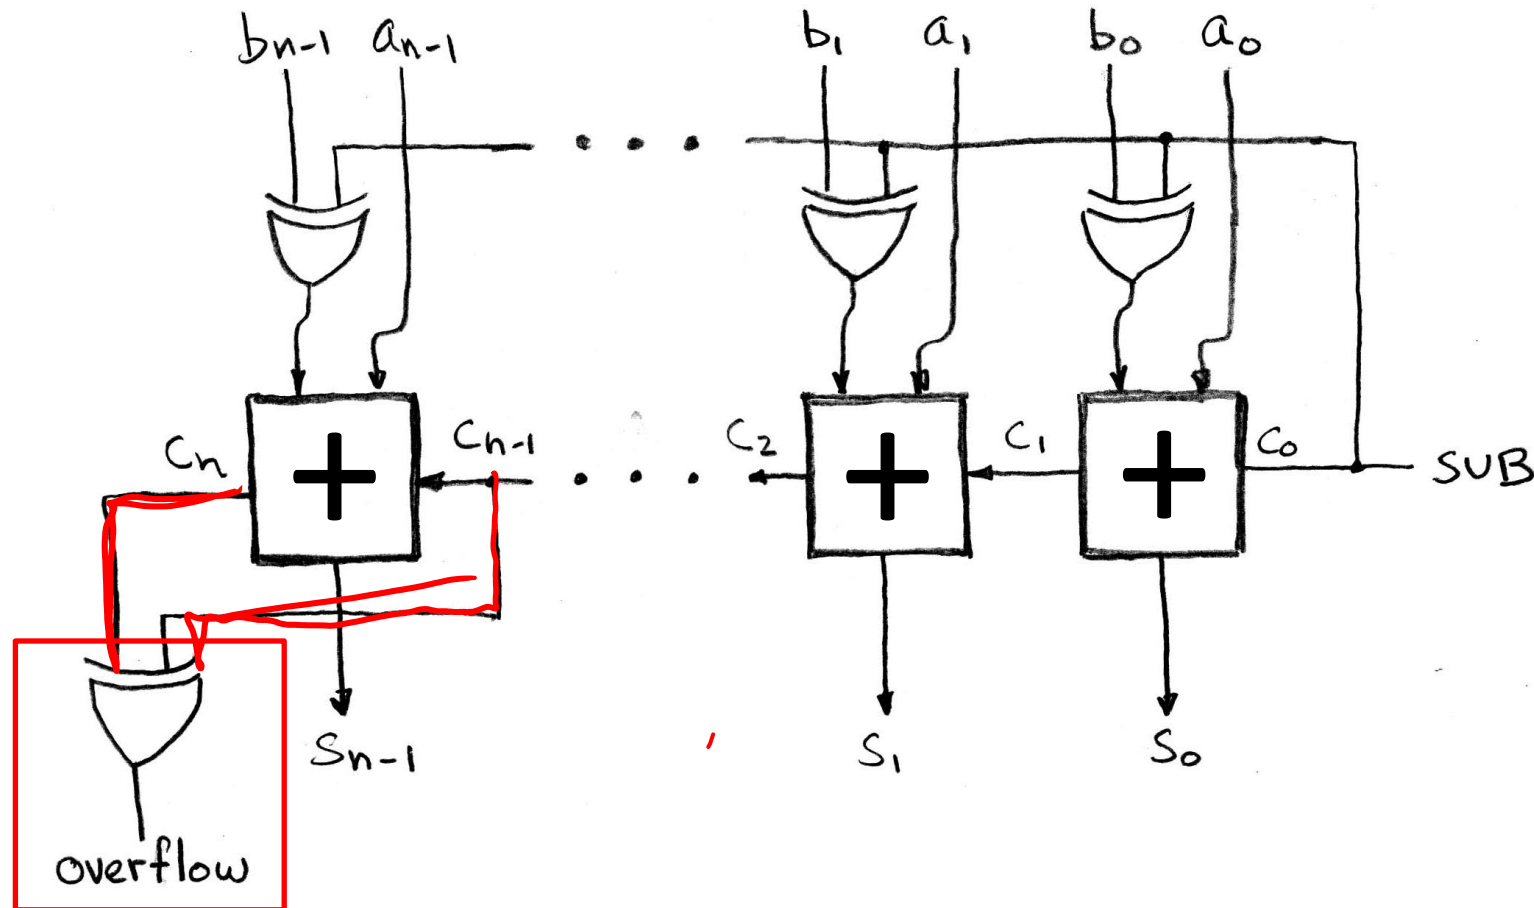 bn-1 an-1 b1 a1 b0 a0
Cn Cn-1 C2 C1 C0 SUB
+ + +
Sn-1 S1 S0
overflow